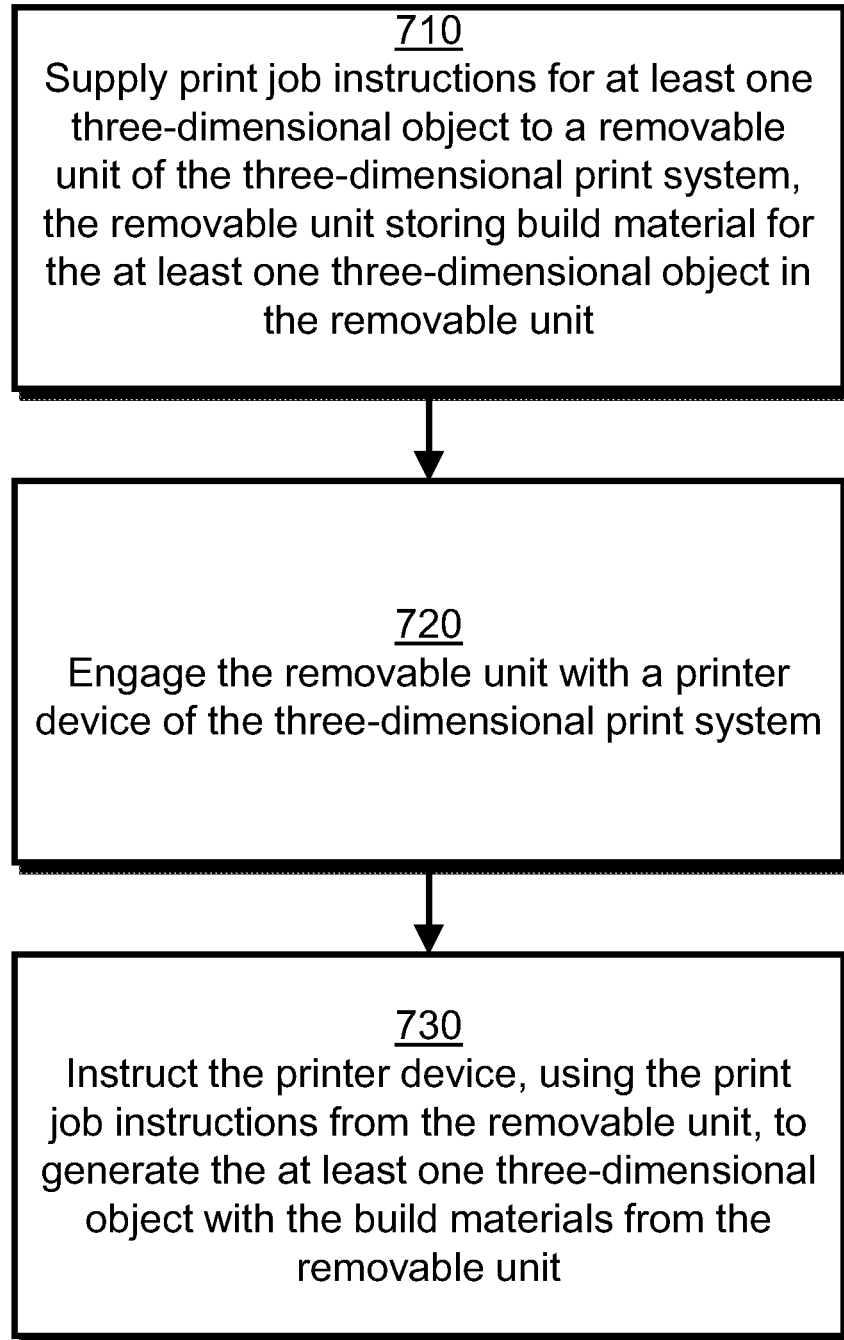 710
Supply print job instructions for at least one
three-dimensional object to a removable
unit of the three-dimensional print system,
the removable unit storing build material for
the at least one three-dimensional object in
the removable unit
720
Engage the removable unit with a printer
device of the three-dimensional print system
730
Instruct the printer device, using the print
job instructions from the removable unit, to
generate the at least one three-dimensional
object with the build materials from the
removable unit